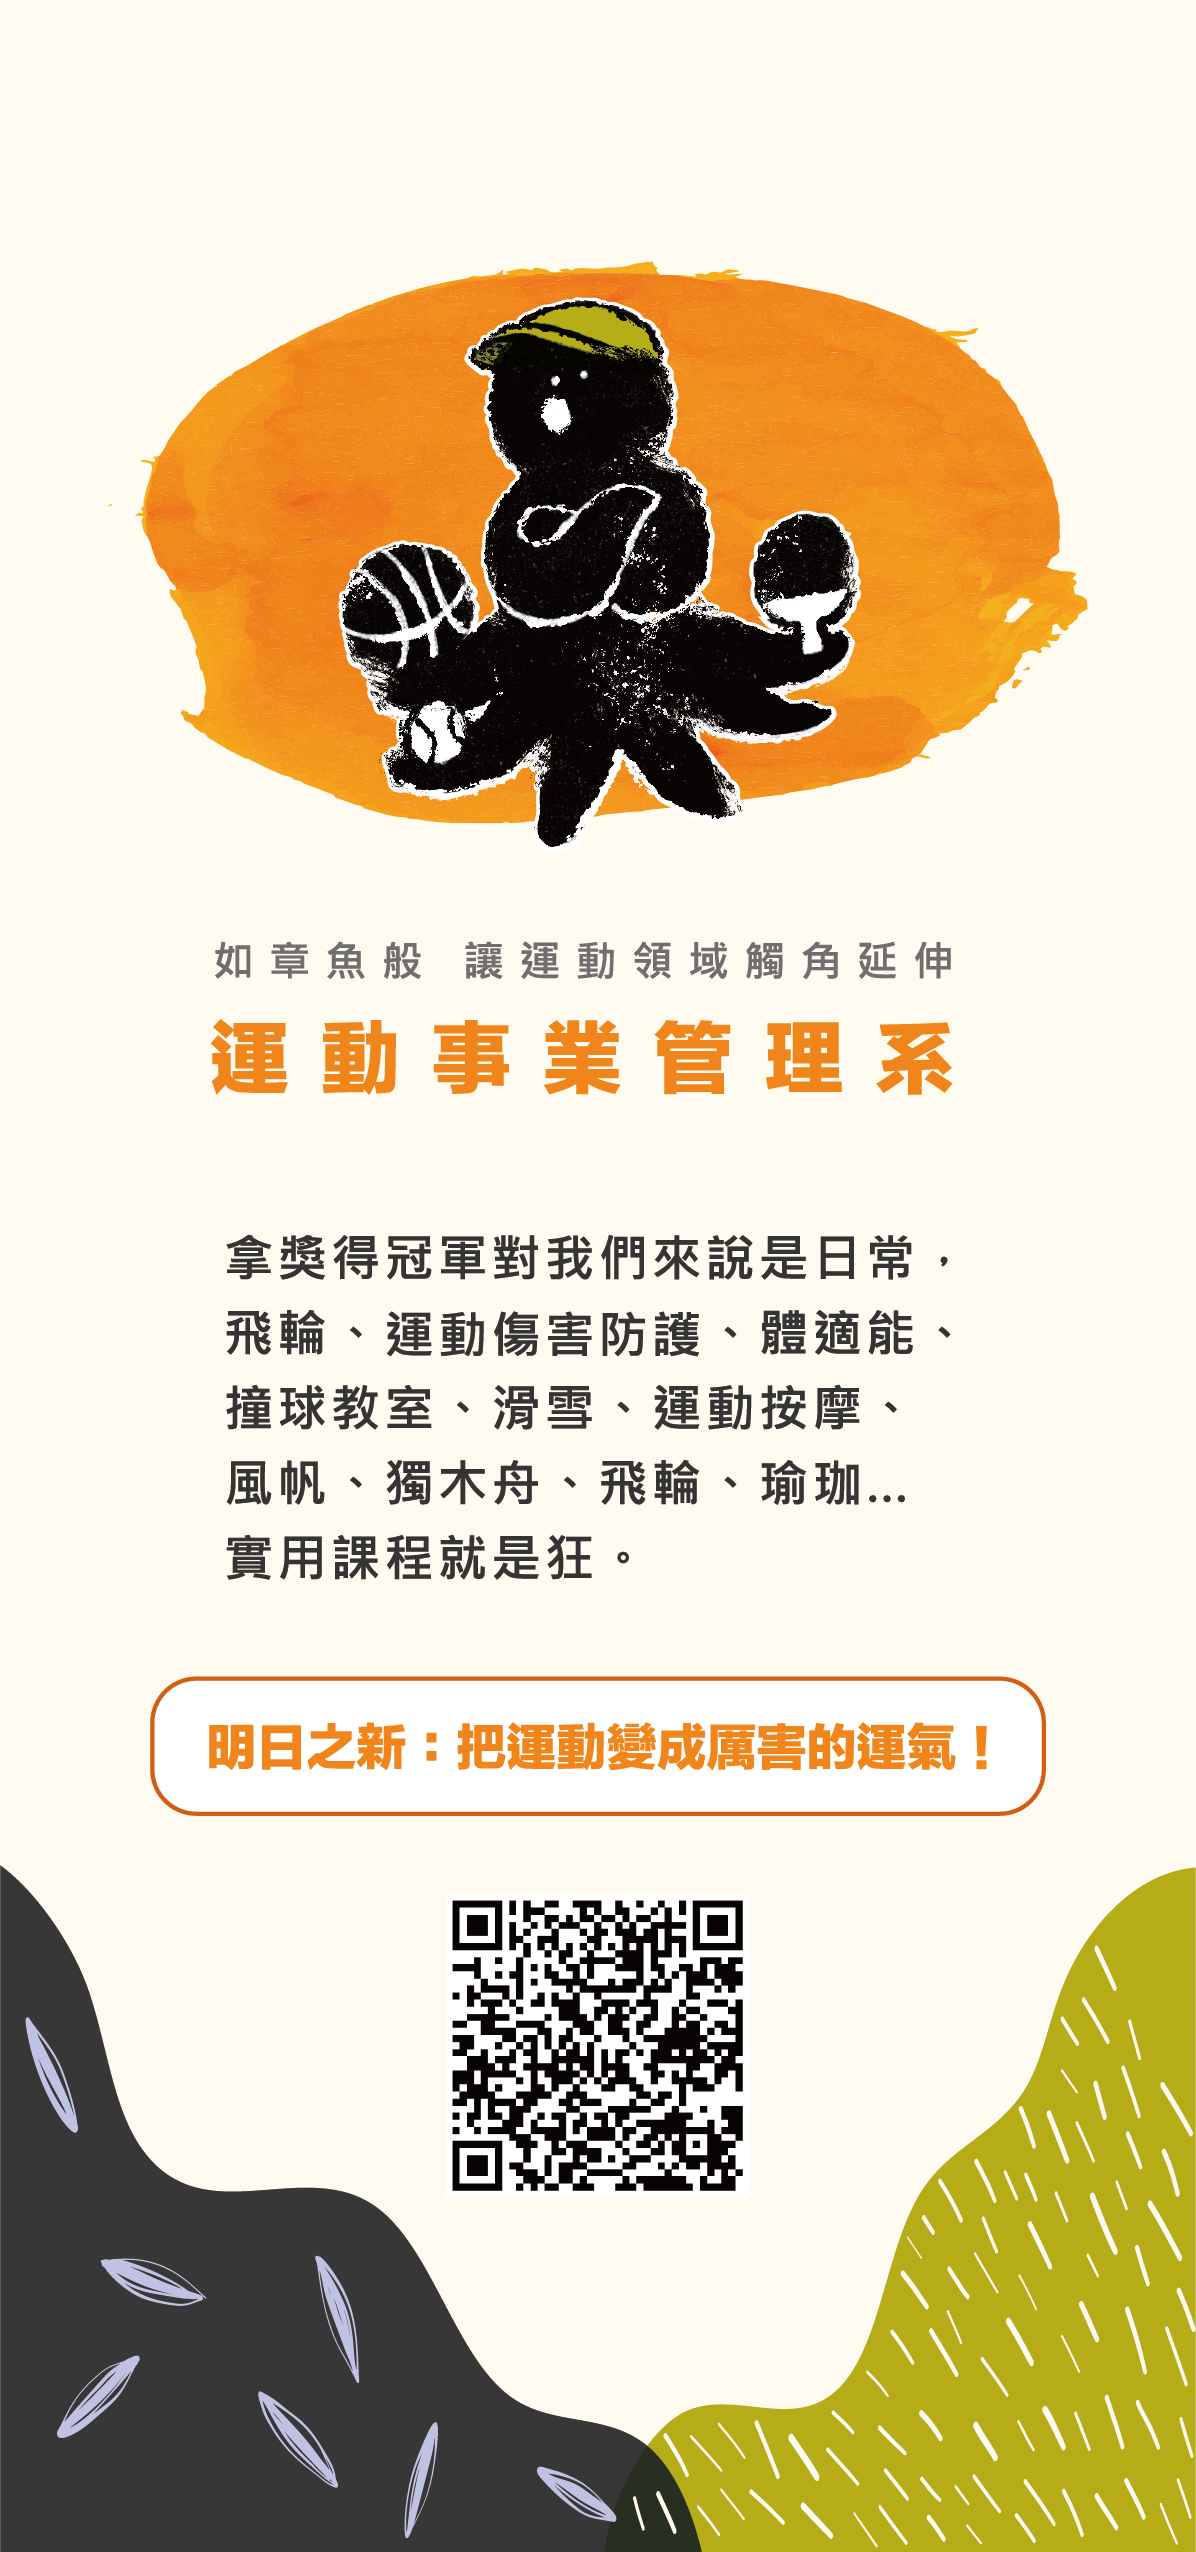 如章魚般 讓運動領域觸角延伸
運動事業管理系
拿獎得冠軍對我們來說是日常，
飛輪、運動傷害防護、體適能、
撞球教室、滑雪、運動按摩、
風帆、獨木舟、飛輪、瑜珈...
實用課程就是狂。
明日之新：把運動變成厲害的運氣！